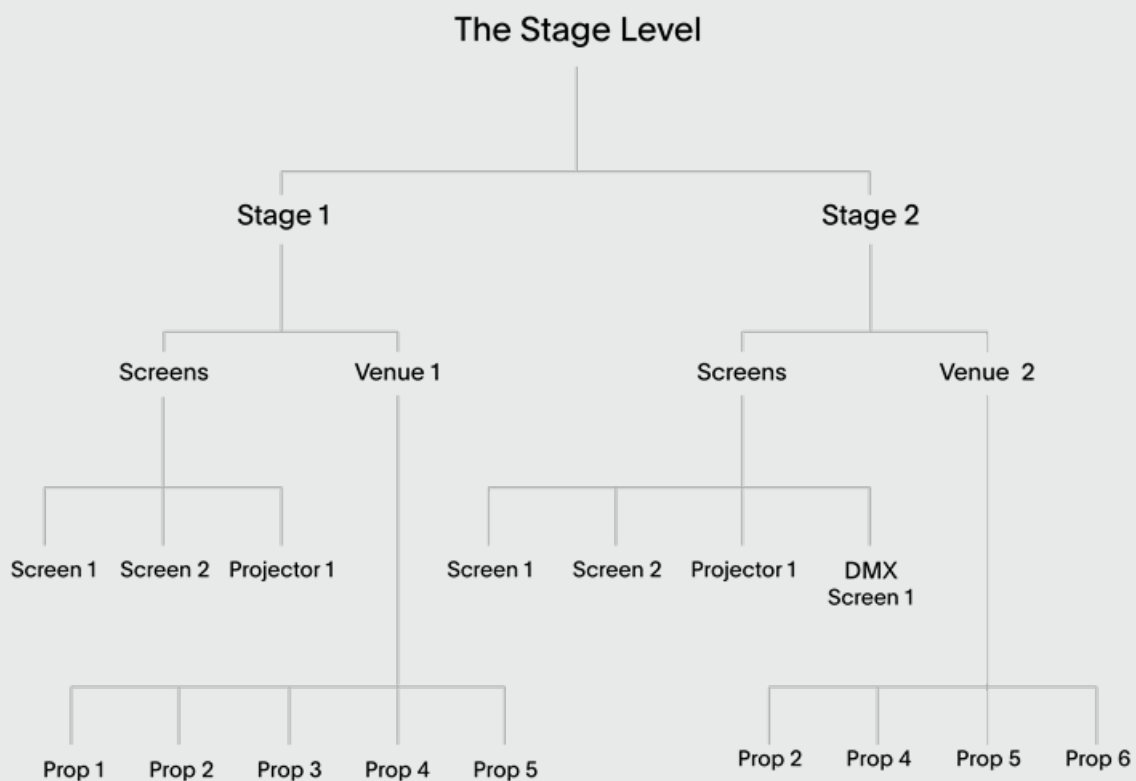 The Stage Level
Stage 1
Stage 2
Screens
Venue 1
Screens
Venue 2
Screen 1
Screen 2
Projector 1
Screen 1
Screen 2
Projector 1
DMX
Screen 1
Prop 1
Prop 2
Prop 3
Prop 4
Prop 5
Prop 2
Prop 4
Prop 5
Prop 6